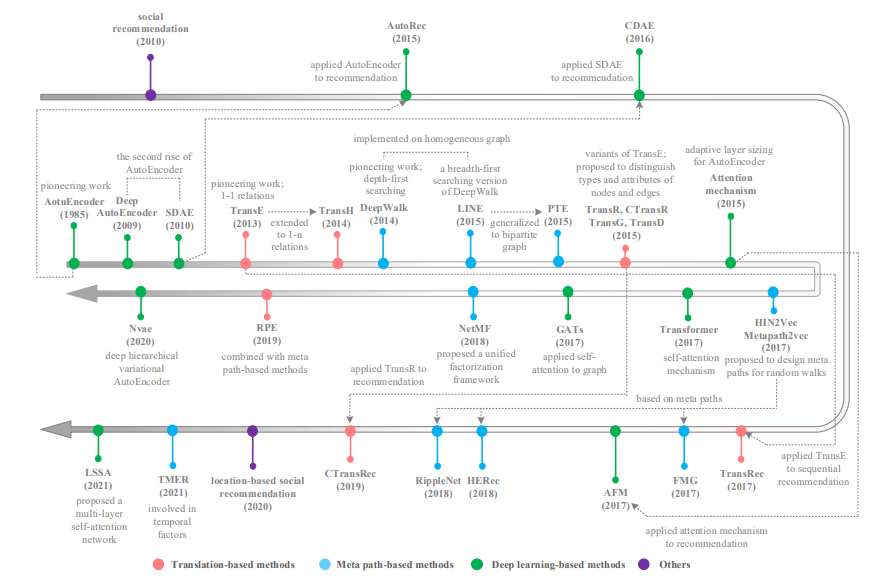 social
recommendation
(2010)
AutoRec
(2015)
CDAE
(2016)
applied AutoEncoder
to recommendation
applied SDAE
to recommendation
implemented on homogeneous graph
the second rise of
AutoEncoder
pioneering work
AotuEncoder
(1985)
Deep
AutoEncoder
(2009)
SDAE
(2010)
pioneering work;
1-1 relations
TransE
(2013)
extended
to 1-n
relations
TransH
(2014)
pioneering work;
depth-first
searching
DeepWalk
(2014)
a breadth-first
searching version
of DeepWalk
LINE
(2015)
generalized
to bipartite
graph
PTE
(2015)
variants of TransE;
proposed to distinguish
types and attributes of
nodes and edges
TransR, CTransR
TransG, TransD
(2015)
adaptive layer sizing
for AutoEncoder
Attention
mechanism
(2015)
Nvae
(2020)
deep hierarchical
variational
AutoEncoder
RPE
(2019)
combined with meta
path-based methods
NetMF
(2018)
proposed a unified
factorization
framework
GATs
(2017)
applied self-
attention to graph
Transformer
(2017)
self-attention
mechanism
HIN2Vec
Metapath2vec
(2017)
proposed to design meta
paths for random walks
applied TransR to
recommendation
based on meta paths
LSSA
(2021)
proposed a
multi-layer
self-attention
network
TMER
(2021)
involved in
temporal
factors
location-based social
recommendation
(2020)
CTransRec
(2019)
RippleNet
(2018)
HERec
(2018)
AFM
(2017)
FMG
(2017)
TransRec
(2017)
applied TransE
to sequential
recommendation
applied attention mechanism
to recommendation
Translation-based methods
Meta path-based methods
Deep learning-based methods
Others